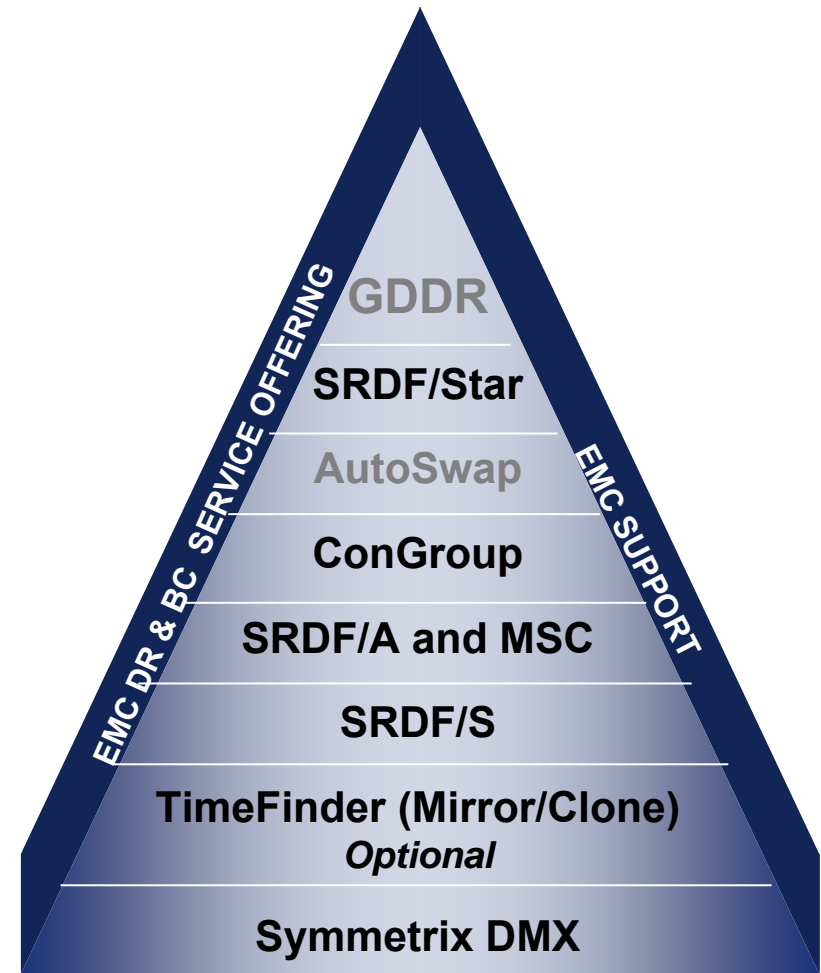 GDDR
SRDF/Star
AutoSwap
ConGroup
SRDF/A and MSC
SRDF/S
TimeFinder (Mirror/Clone)
Optional
Symmetrix DMX
EMC DR & BC SERVICE OFFERING
EMC SUPPORT